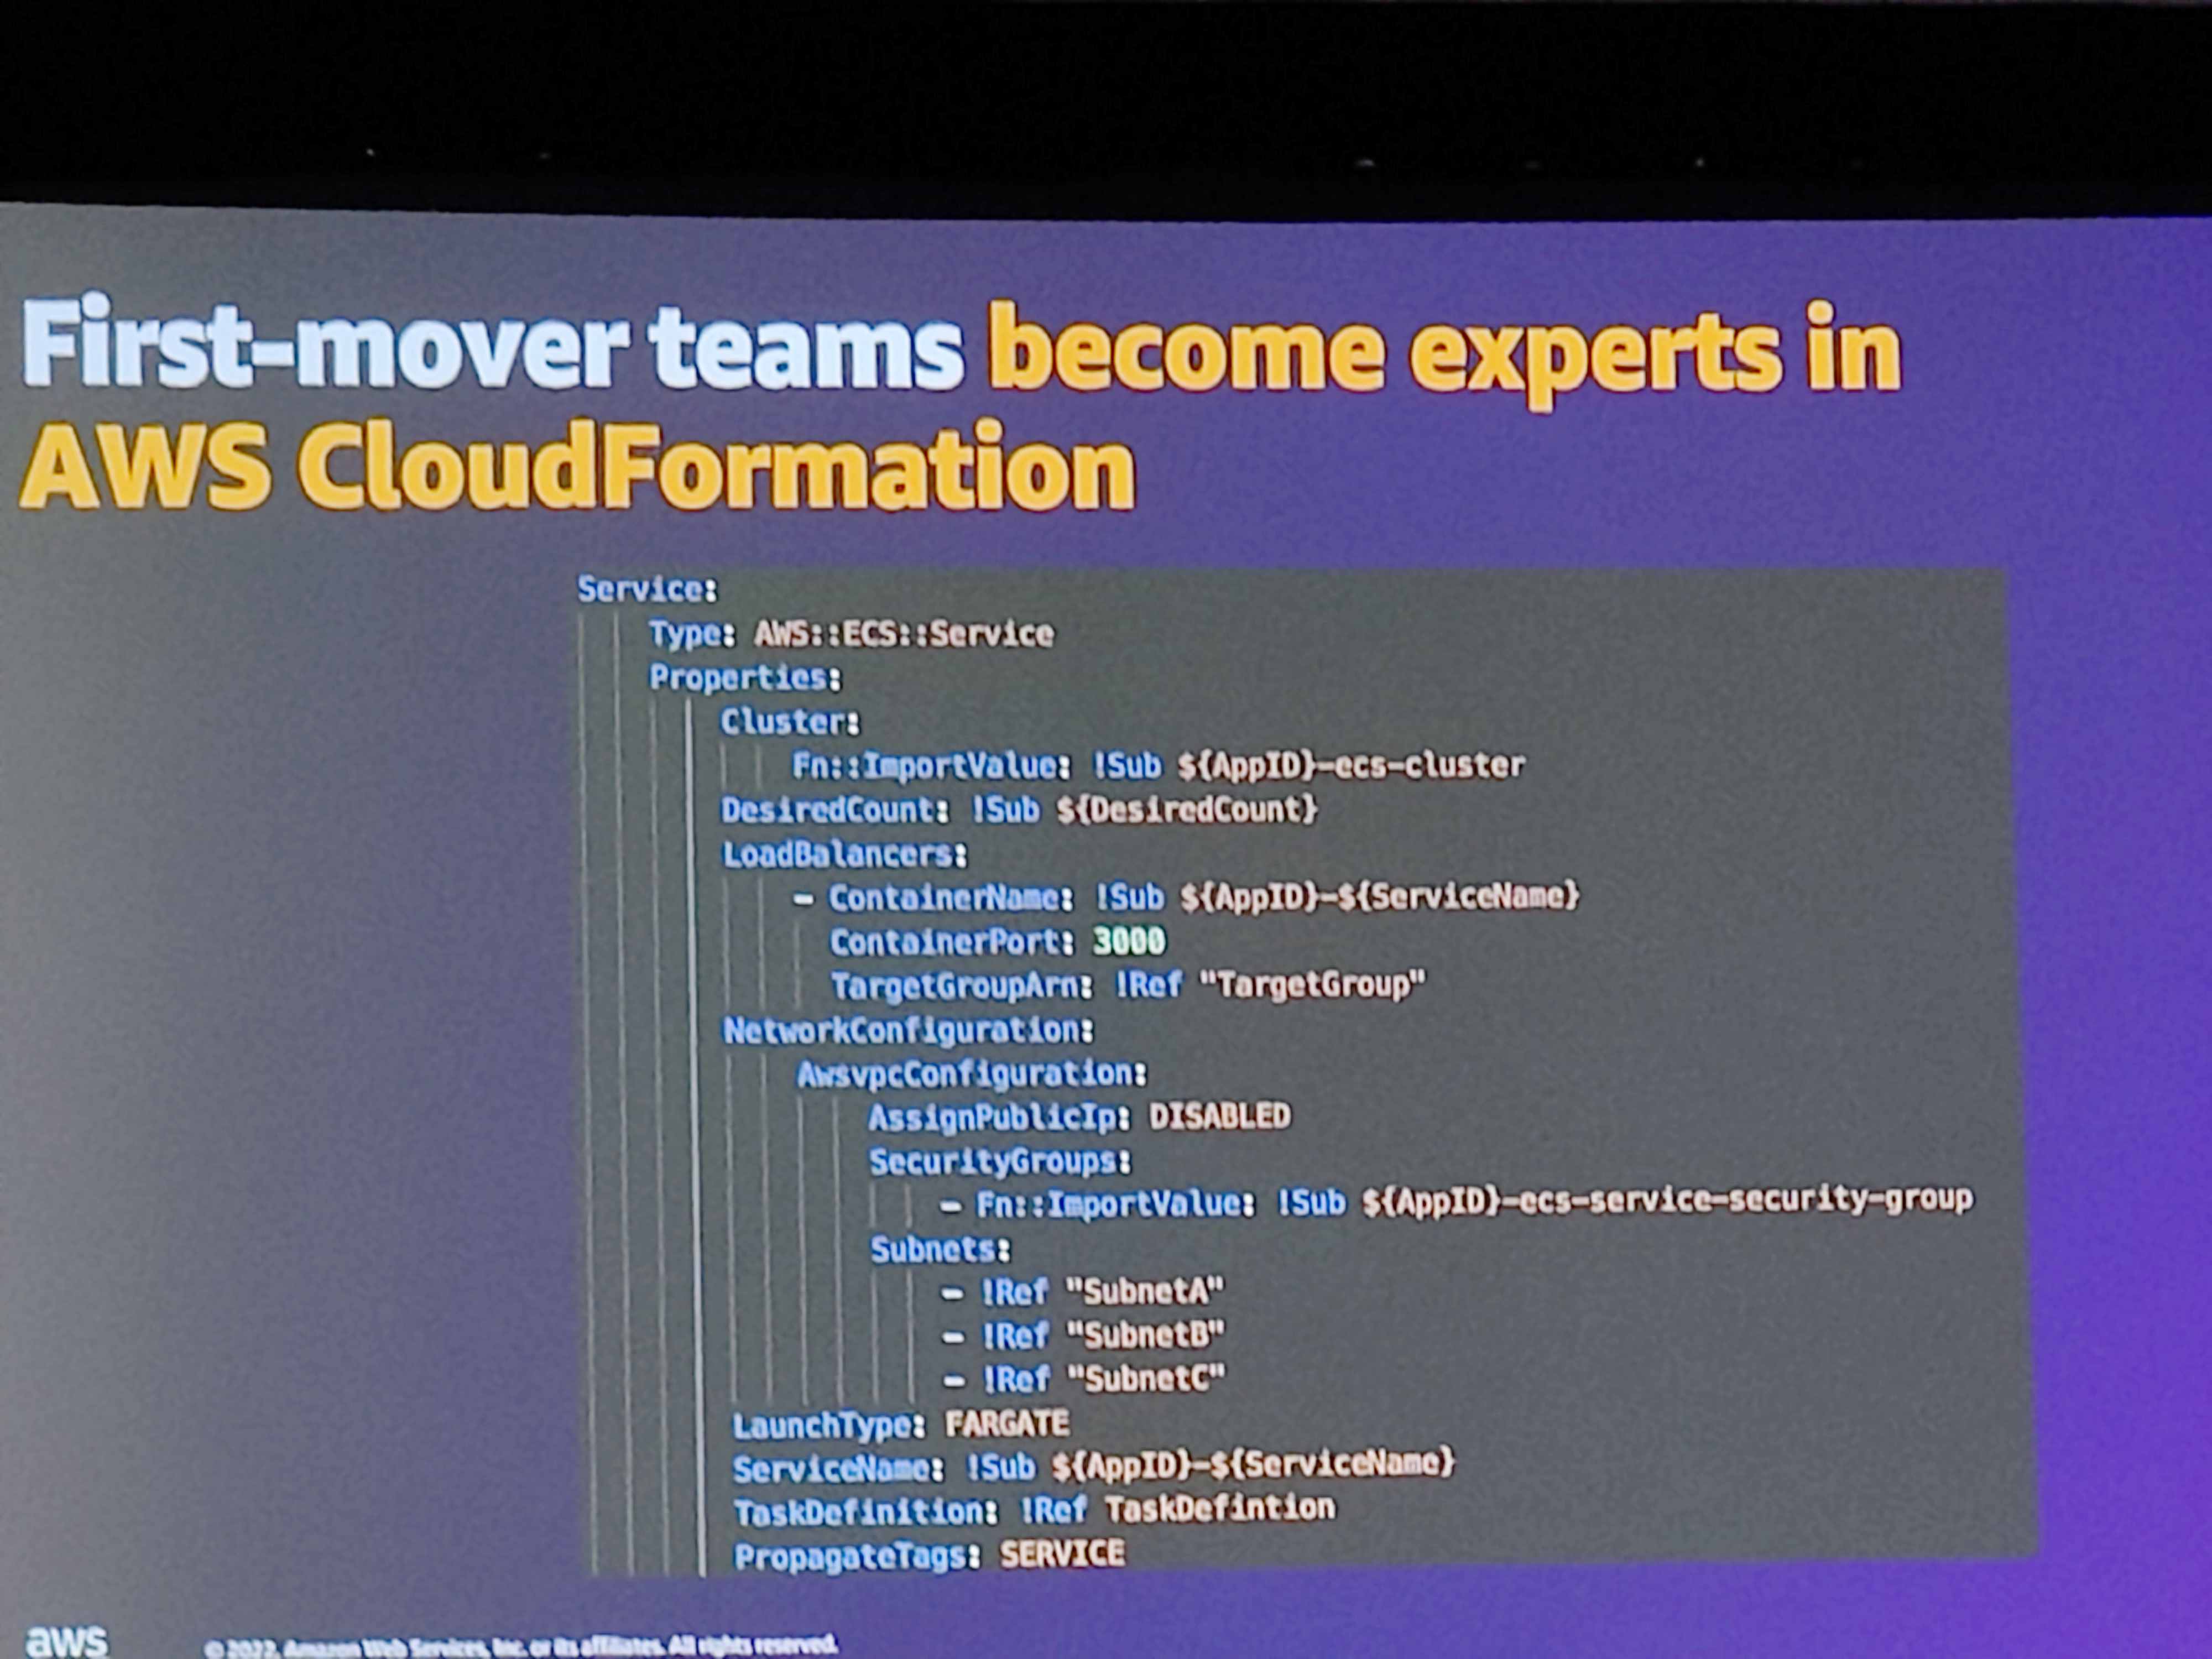 First-mover teams become experts in
AWS CloudFormation
Service:
Type: AWS::ECS::Service
Properties:
Cluster:
Fn::ImportValue: !Sub ${AppID}-ecs-cluster
DesiredCount: !Sub ${DesiredCount}
LoadBalancers:
- ContainerName: !Sub ${AppID}-${ServiceName}
ContainerPort: 3000
TargetGroupArn: !Ref "TargetGroup"
NetworkConfiguration:
AwsvpcConfiguration:
AssignPublicIp: DISABLED
SecurityGroups:
- Fn::ImportValue: !Sub ${AppID}-ecs-service-security-group
Subnets:
- !Ref "SubnetA"
- !Ref "SubnetB"
- !Ref "SubnetC"
LaunchType: FARGATE
ServiceName: !Sub ${AppID}-${ServiceName}
TaskDefinition: !Ref TaskDefintion
PropagateTags: SERVICE
aws
© 2022, Amazon Web Services, Inc. or its affiliates. All rights reserved.